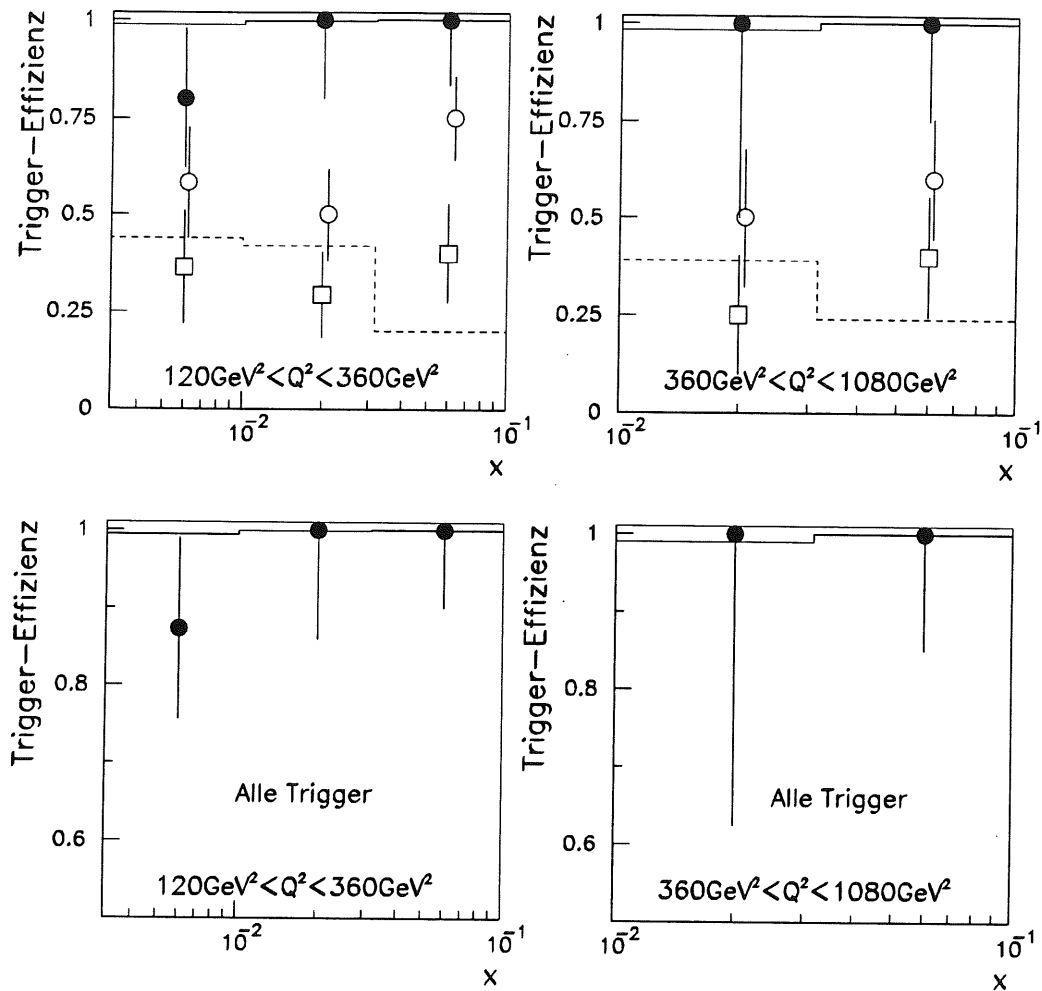 Trigger–Effizienz
1
0.75
0.5
0.25
0
120GeV²<Q²<360GeV²
10⁻²
10⁻¹
x
Trigger–Effizienz
1
0.75
0.5
0.25
0
360GeV²<Q²<1080GeV²
10⁻²
10⁻¹
x
Trigger–Effizienz
1
0.8
0.6
Alle Trigger
120GeV²<Q²<360GeV²
10⁻²
10⁻¹
x
Trigger–Effizienz
1
0.8
0.6
Alle Trigger
360GeV²<Q²<1080GeV²
10⁻²
10⁻¹
x